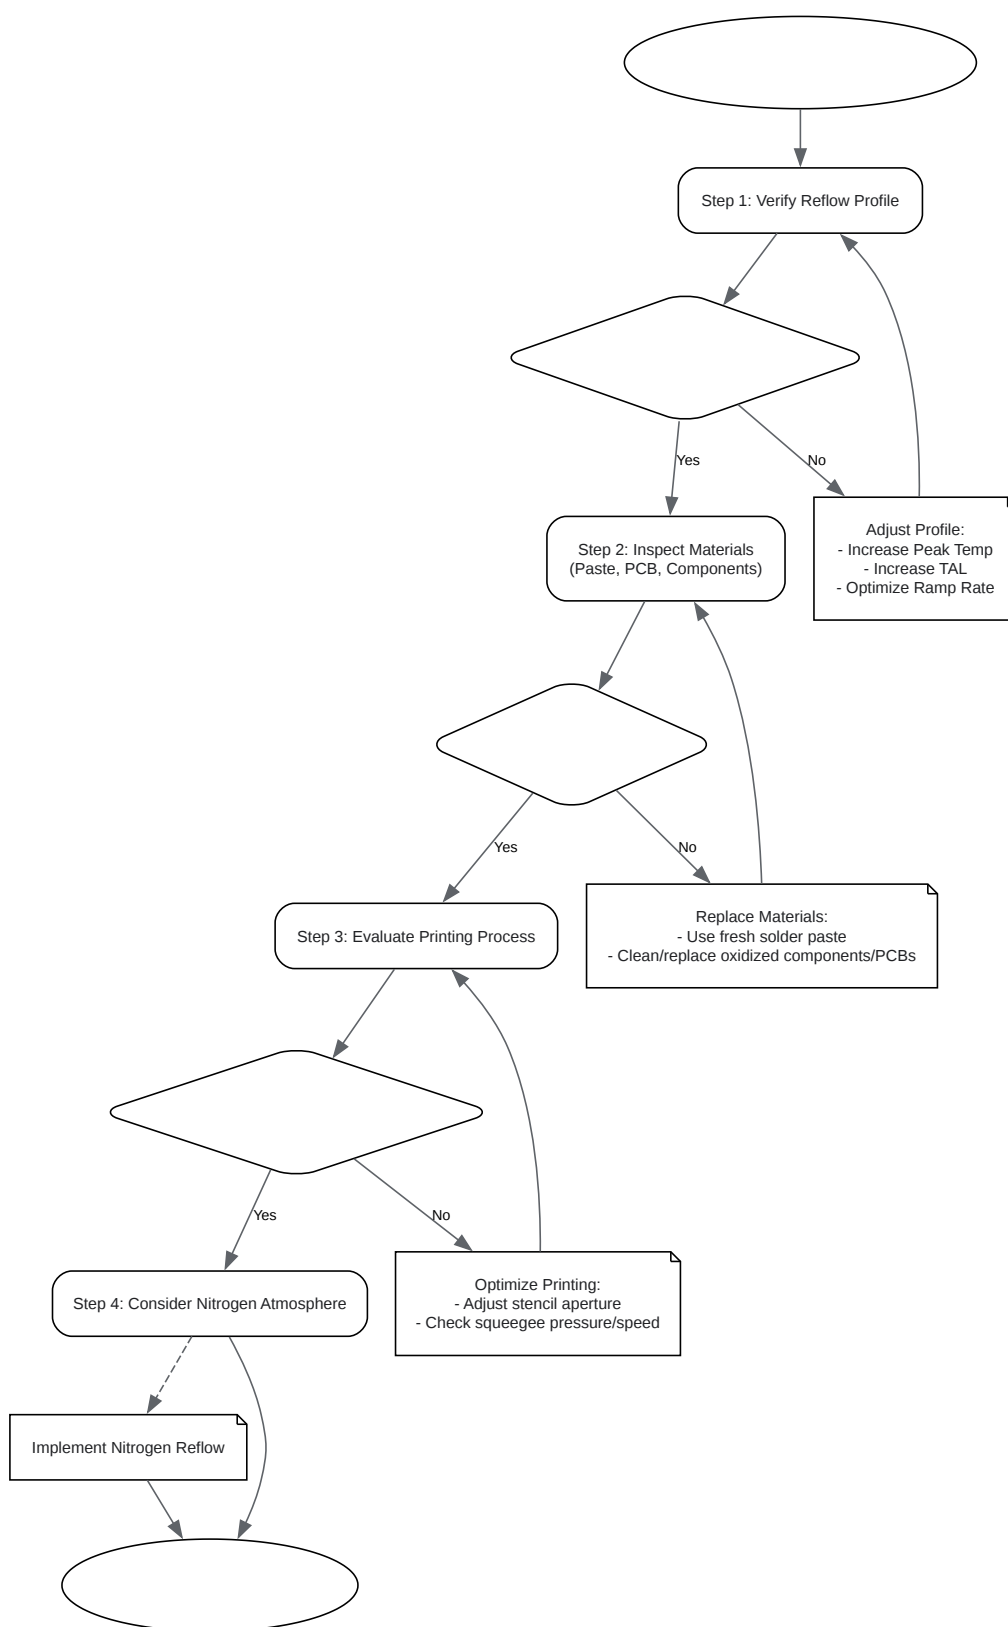 Step 1: Verify Reflow Profile
Yes
No
Adjust Profile:
- Increase Peak Temp
- Increase TAL
- Optimize Ramp Rate
Step 2: Inspect Materials
(Paste, PCB, Components)
Yes
No
Replace Materials:
- Use fresh solder paste
- Clean/replace oxidized components/PCBs
Step 3: Evaluate Printing Process
Yes
No
Optimize Printing:
- Adjust stencil aperture
- Check squeegee pressure/speed
Step 4: Consider Nitrogen Atmosphere
Implement Nitrogen Reflow